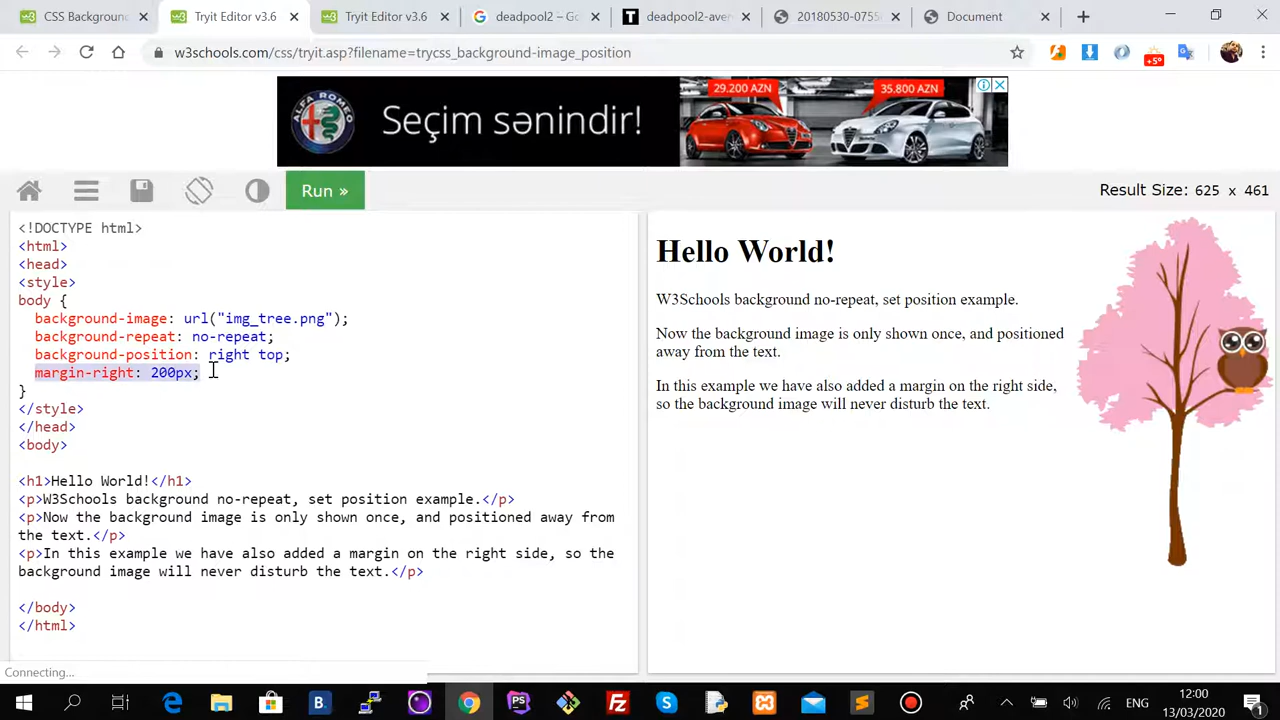 CSS Background
Tryit Editor v3.6
Tryit Editor v3.6
deadpool2 – Go
deadpool2-aven
20180530-0755
Document
w3schools.com/css/tryit.asp?filename=trycss_background-image_position
+5°
ALFA ROMEO
Seçim sənindir!
29.200 AZN
35.800 AZN
Run »
Result Size: 625 x 461
<!DOCTYPE html>
<html>
<head>
<style>
body {
background-image: url("img_tree.png");
background-repeat: no-repeat;
background-position: right top;
margin-right: 200px;
}
</style>
</head>
<body>
<h1>Hello World!</h1>
<p>W3Schools background no-repeat, set position example.</p>
<p>Now the background image is only shown once, and positioned away from
the text.</p>
<p>In this example we have also added a margin on the right side, so the
background image will never disturb the text.</p>
</body>
</html>
Hello World!
W3Schools background no-repeat, set position example.
Now the background image is only shown once, and positioned
away from the text.
In this example we have also added a margin on the right side,
so the background image will never disturb the text.
Connecting...
B.
PS
FZ
S
ENG
12:00
13/03/2020
1